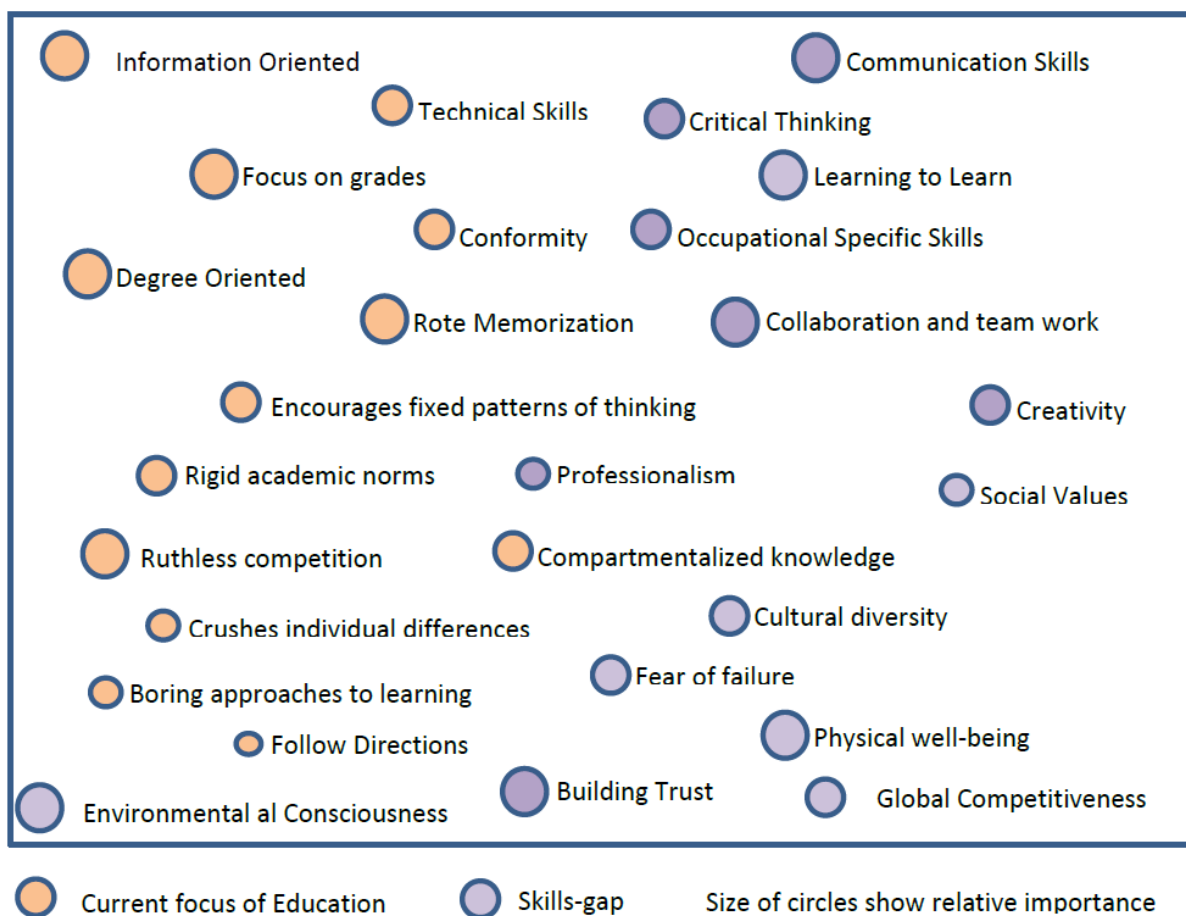 Information Oriented
Communication Skills
Technical Skills
Critical Thinking
Focus on grades
Learning to Learn
Conformity
Occupational Specific Skills
Degree Oriented
Rote Memorization
Collaboration and team work
Encourages fixed patterns of thinking
Creativity
Rigid academic norms
Professionalism
Social Values
Ruthless competition
Compartmentalized knowledge
Crushes individual differences
Cultural diversity
Fear of failure
Boring approaches to learning
Follow Directions
Physical well-being
Building Trust
Global Competitiveness
Environmental al Consciousness
Current focus of Education
Skills-gap
Size of circles show relative importance